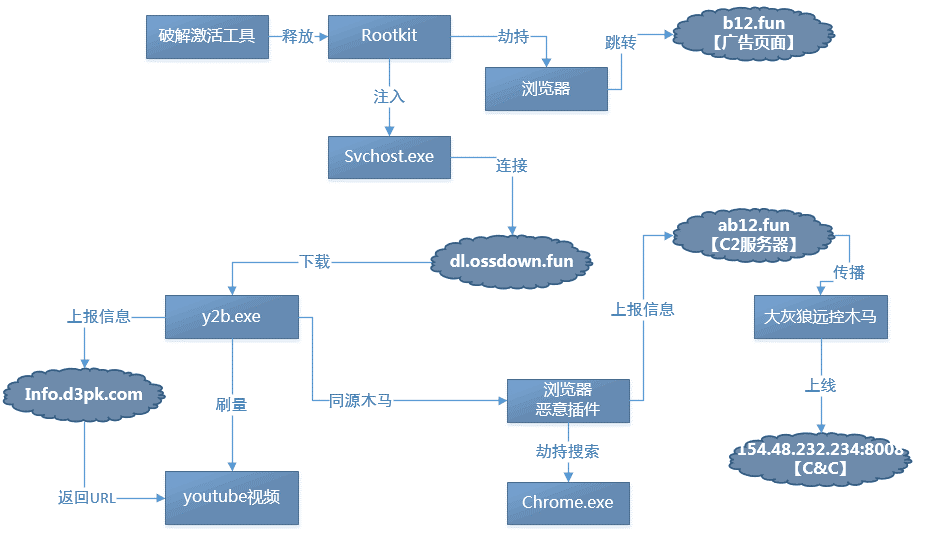 破解激活工具
释放
Rootkit
劫持
跳转
b12.fun
【广告页面】
浏览器
注入
Svchost.exe
连接
dl.ossdown.fun
下载
ab12.fun
【C2服务器】
传播
上报信息
y2b.exe
上报信息
大灰狼远控木马
Info.d3pk.com
刷量
同源木马
浏览器
恶意插件
上线
劫持搜索
154.48.232.234:8008
【C&C】
返回URL
youtube视频
Chrome.exe